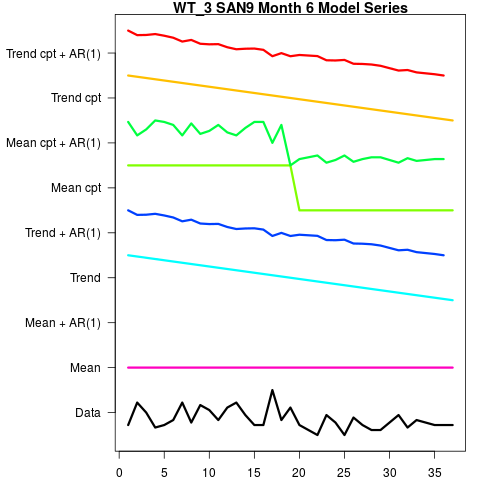 WT_3 SAN9 Month 6 Model Series
Trend cpt + AR(1)
Trend cpt
Mean cpt + AR(1)
Mean cpt
Trend + AR(1)
Trend
Mean + AR(1)
Mean
Data
0 5 10 15 20 25 30 35